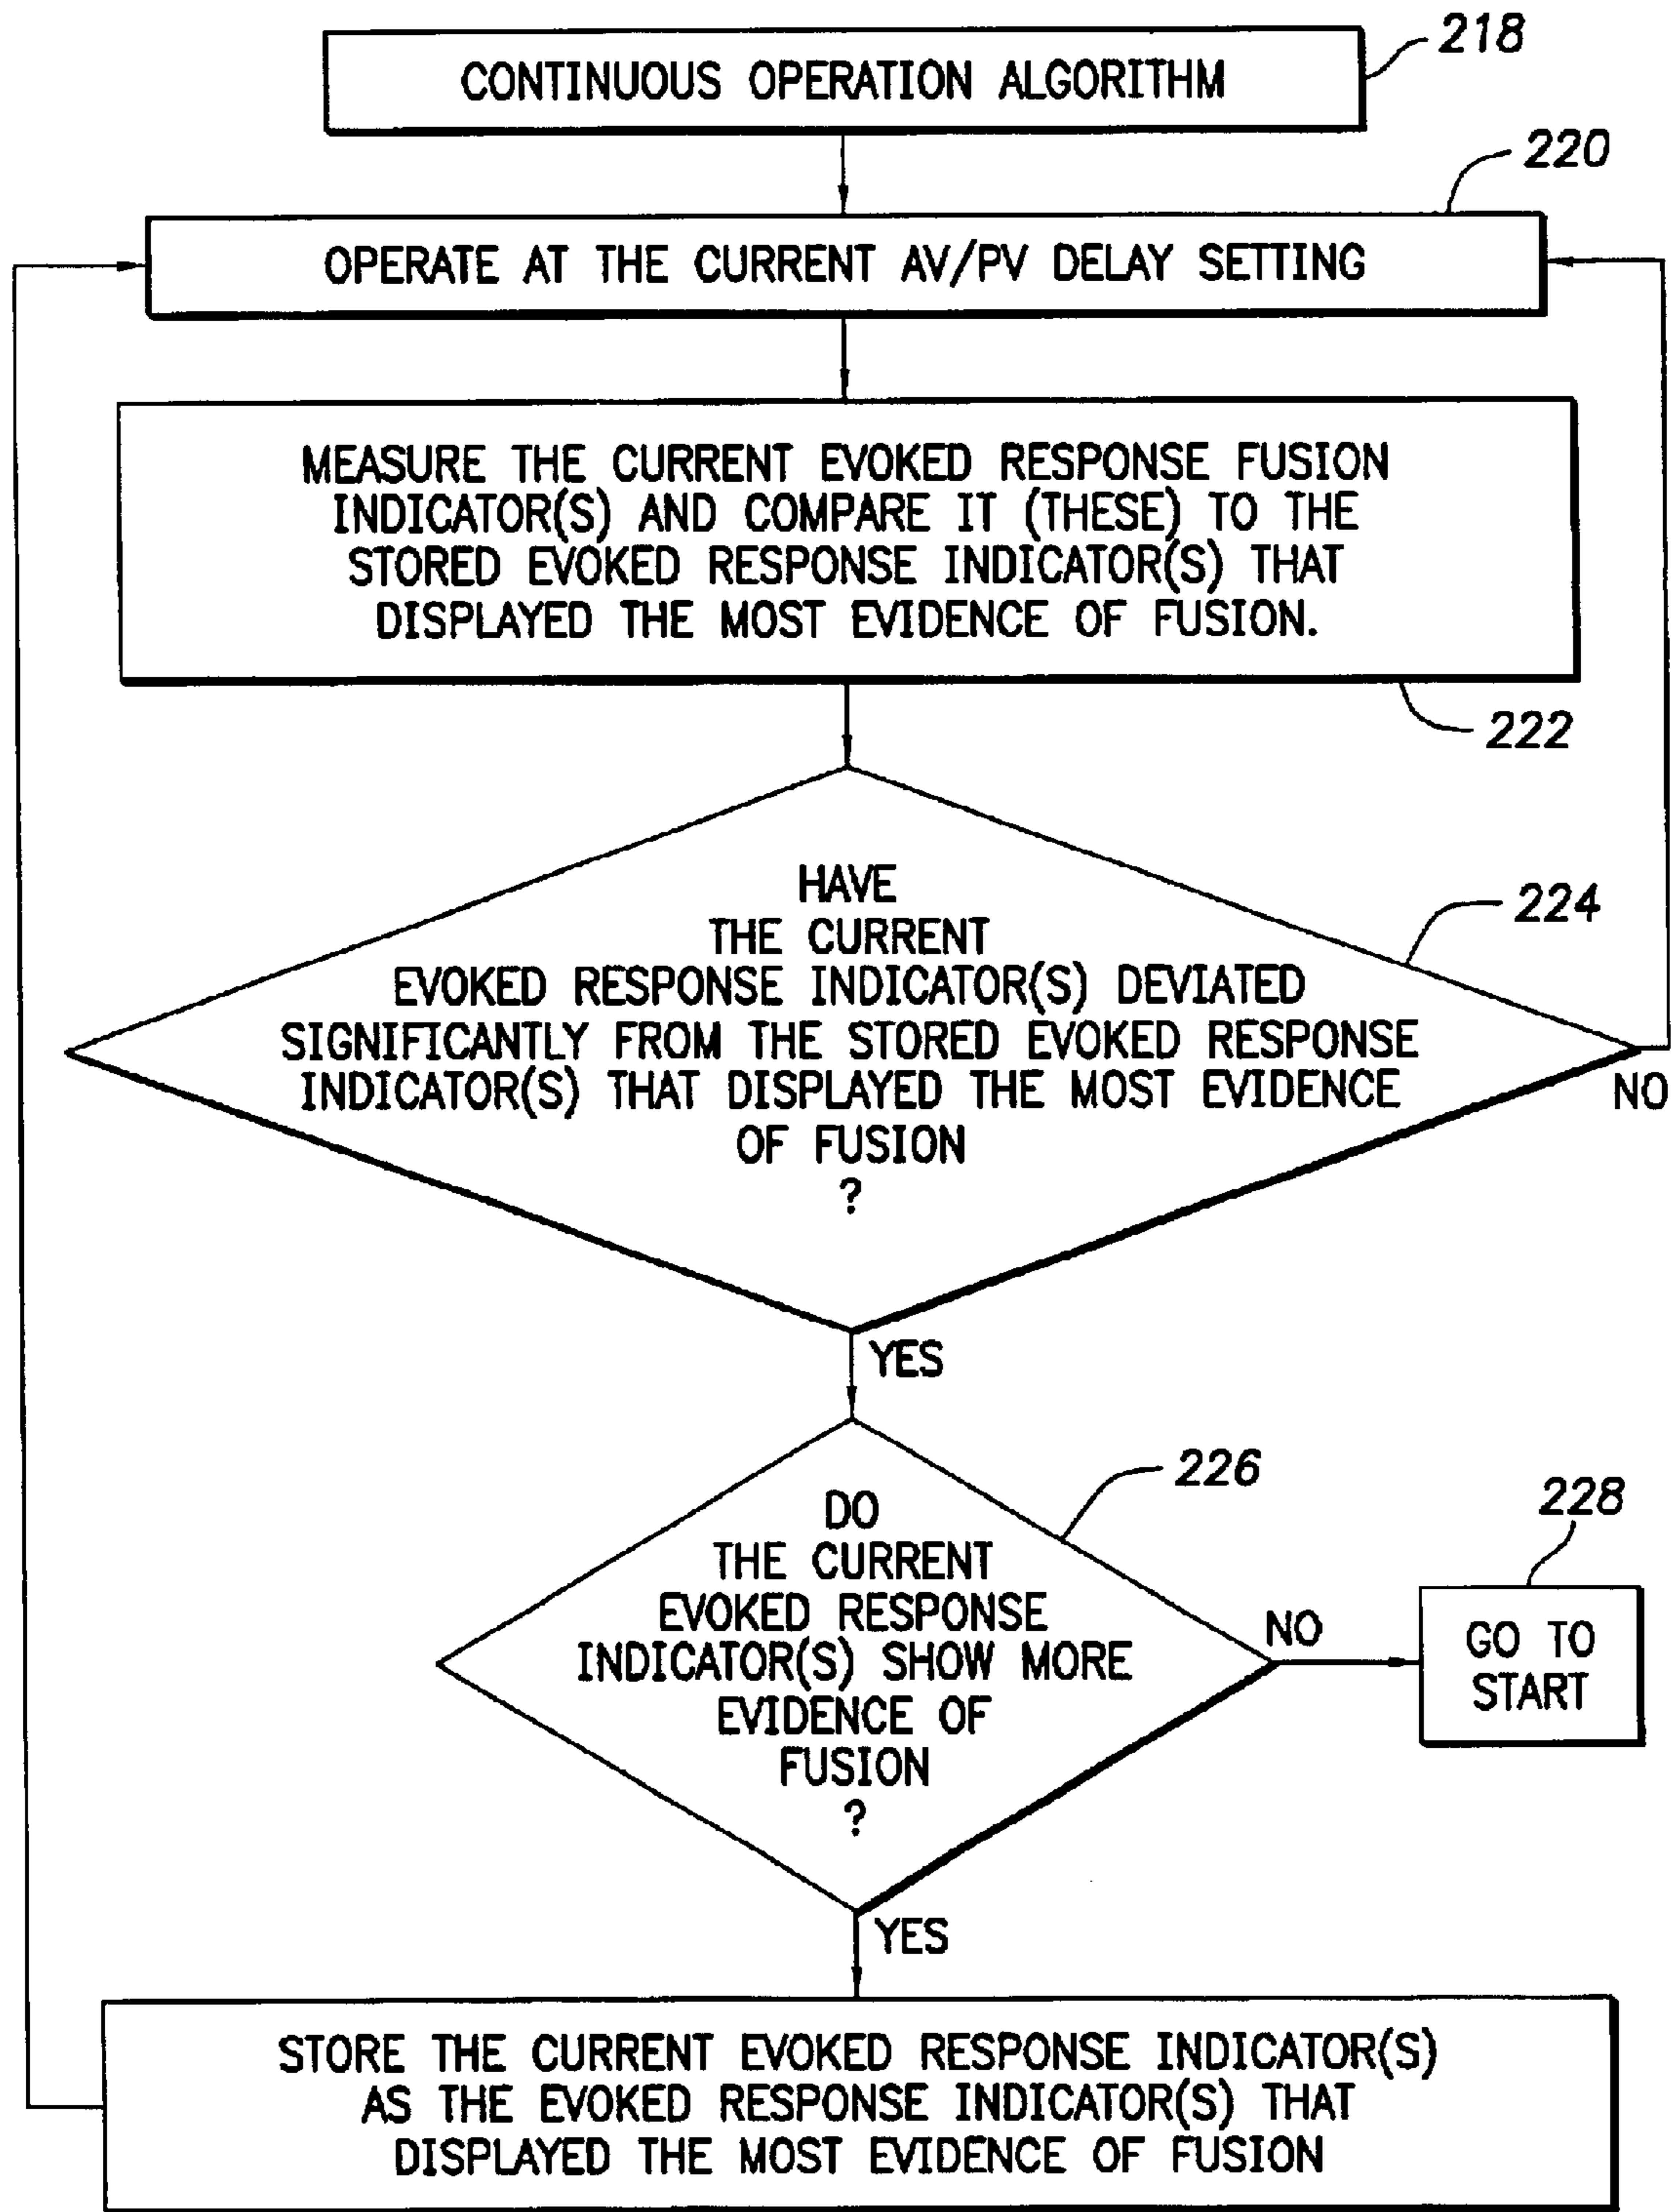 CONTINUOUS OPERATION ALGORITHM
218
220
OPERATE AT THE CURRENT AV/PV DELAY SETTING
MEASURE THE CURRENT EVOKED RESPONSE FUSION
INDICATOR(S) AND COMPARE IT (THESE) TO THE
STORED EVOKED RESPONSE INDICATOR(S) THAT
DISPLAYED THE MOST EVIDENCE OF FUSION.
222
HAVE
THE CURRENT
EVOKED RESPONSE INDICATOR(S) DEVIATED
SIGNIFICANTLY FROM THE STORED EVOKED RESPONSE
INDICATOR(S) THAT DISPLAYED THE MOST EVIDENCE
OF FUSION
?
224
NO
YES
DO
THE CURRENT
EVOKED RESPONSE
INDICATOR(S) SHOW MORE
EVIDENCE OF
FUSION
?
226
NO
228
GO TO
START
YES
STORE THE CURRENT EVOKED RESPONSE INDICATOR(S)
AS THE EVOKED RESPONSE INDICATOR(S) THAT
DISPLAYED THE MOST EVIDENCE OF FUSION